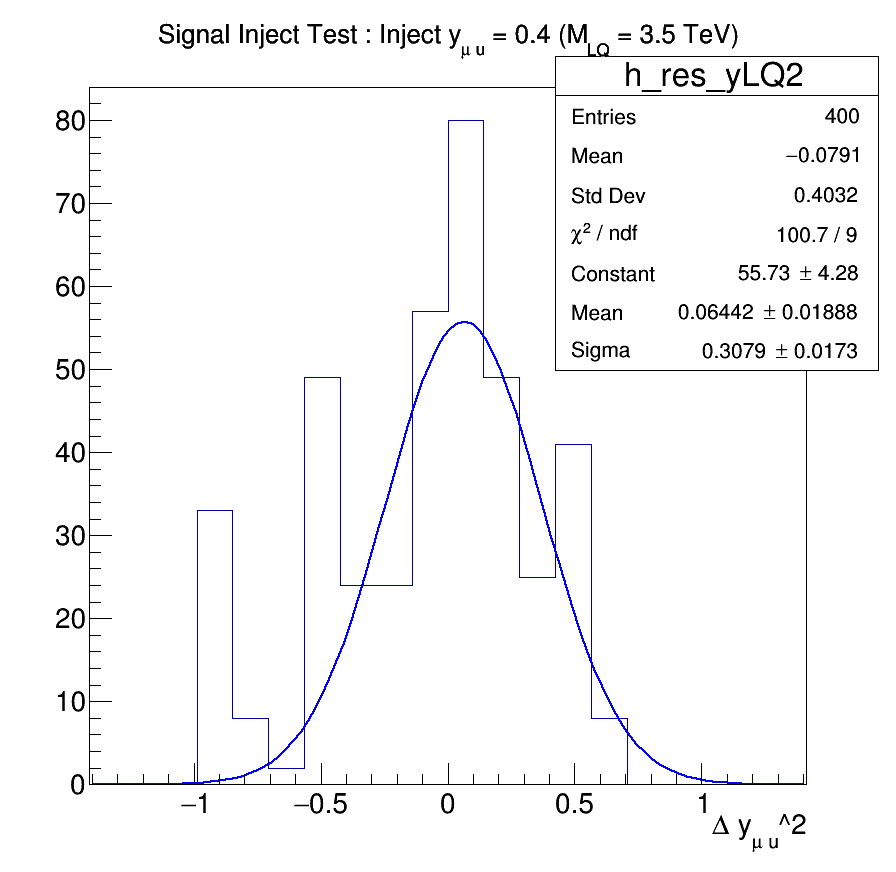 Signal Inject Test : Inject y_μ u = 0.4 (M_LQ = 3.5 TeV)
h_res_yLQ2
Entries 400
Mean −0.0791
Std Dev 0.4032
χ² / ndf 100.7 / 9
Constant 55.73 ± 4.28
Mean 0.06442 ± 0.01888
Sigma 0.3079 ± 0.0173
80
70
60
50
40
30
20
10
0
−1 −0.5 0 0.5 1
Δ y_μ u^2